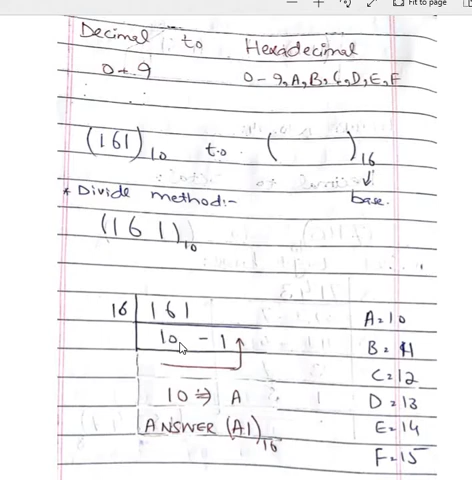 Fit to page
Decimal to Hexadecimal
0 - 9 0 - 9, A, B, C, D, E, F
(161)10 to ( )16
* Divide method:- base.
(161)10
16 161 A=10
10 - 1 B=11
C=12
10 ⇒ A D=13
ANSWER (A1)16 E=14
F=15